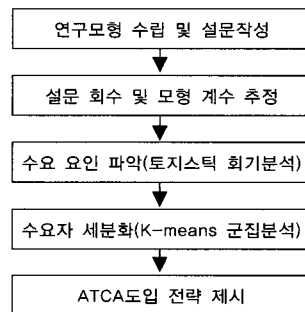 연구모형 수립 및 설문작성
설문 회수 및 모형 계수 추정
수요 요인 파악(토지스틱 회기분석)
수요자 세분화(K-means 군집분석)
ATCA도입 전략 제시